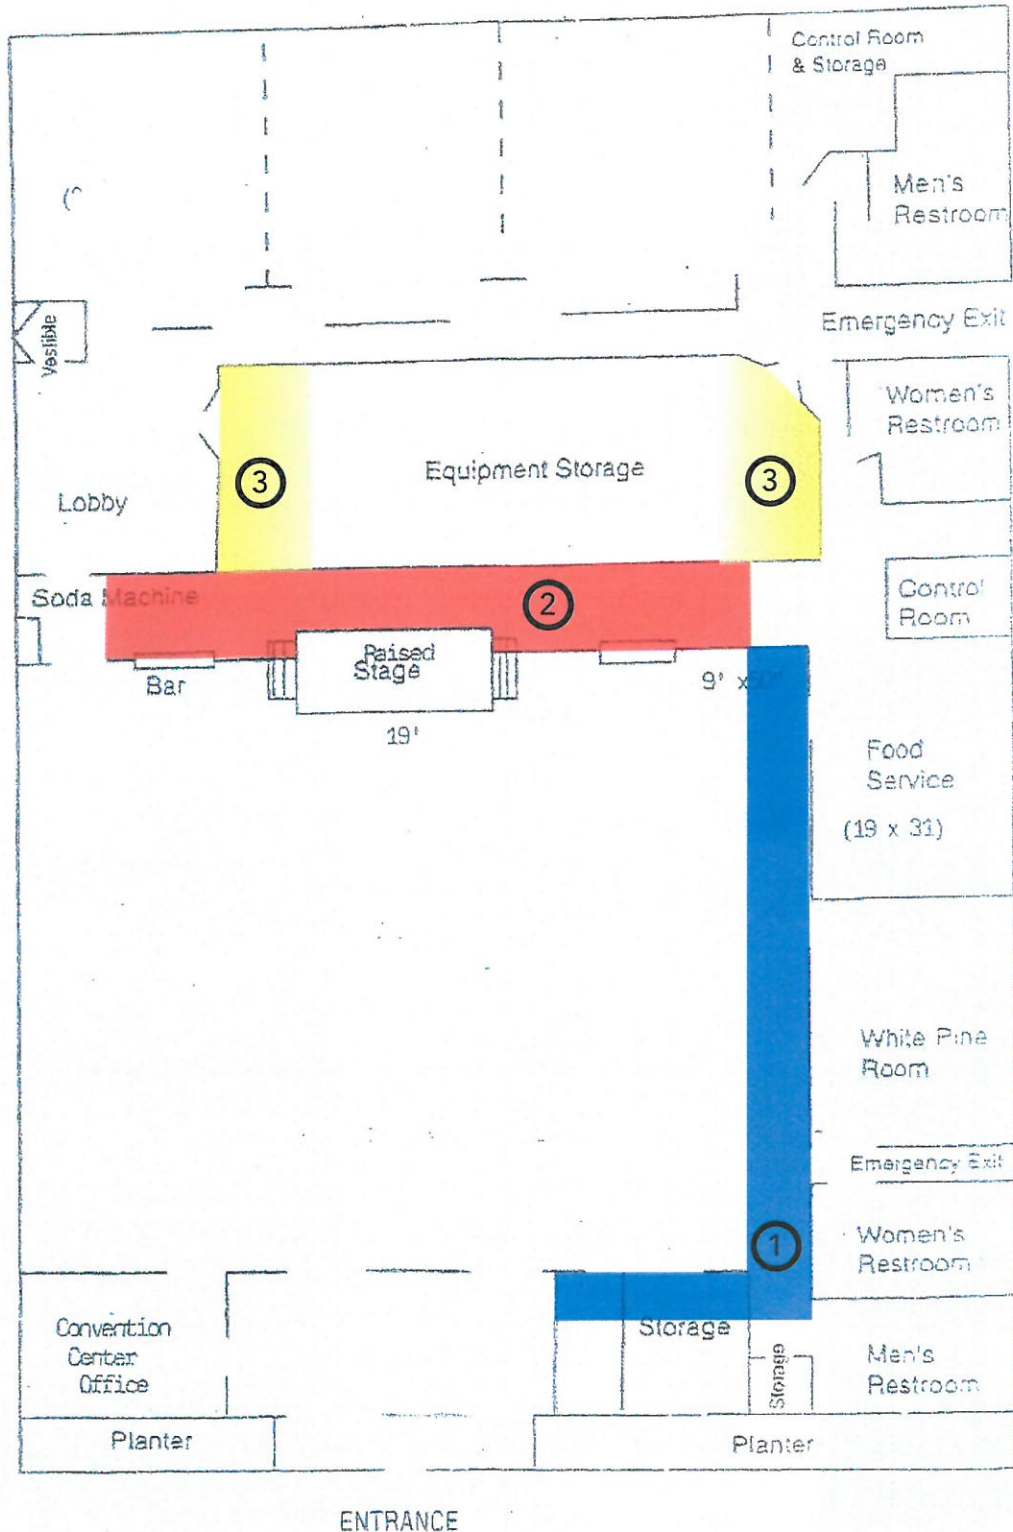 Control Room
& Storage
Men's
Restroom
Emergency Exit
Vestible
Women's
Restroom
Equipment Storage
3
3
Lobby
Soda Machine
2
Control
Room
Raised
Stage
Bar
9' x
19'
Food
Service
(19 x 31)
White Pine
Room
Emergency Exit
1
Women's
Restroom
Storage
Convention
Center
Office
Storage
Men's
Restroom
Planter
Planter
ENTRANCE